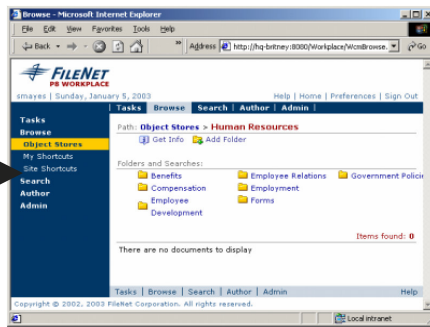 Browse - Microsoft Internet Explorer
File Edit View Favorites Tools Help
Back Address http://hq-britney:8080/Workplace/WcmBrowse. Go
FILENET
P8 WORKPLACE
smayes | Sunday, January 5, 2003 Help | Home | Preferences | Sign Out
Tasks Browse Search | Author | Admin |
Tasks
Browse
Object Stores
My Shortcuts
Site Shortcuts
Search
Author
Admin
Path: Object Stores > Human Resources
Get Info Add Folder
Folders and Searches:
Benefits Employee Relations Government Policie
Compensation Employment
Employee Development Forms
Items found: 0
There are no documents to display
Tasks | Browse | Search | Author | Admin Help
Copyright © 2002, 2003 FileNet Corporation. All rights reserved.
Local intranet